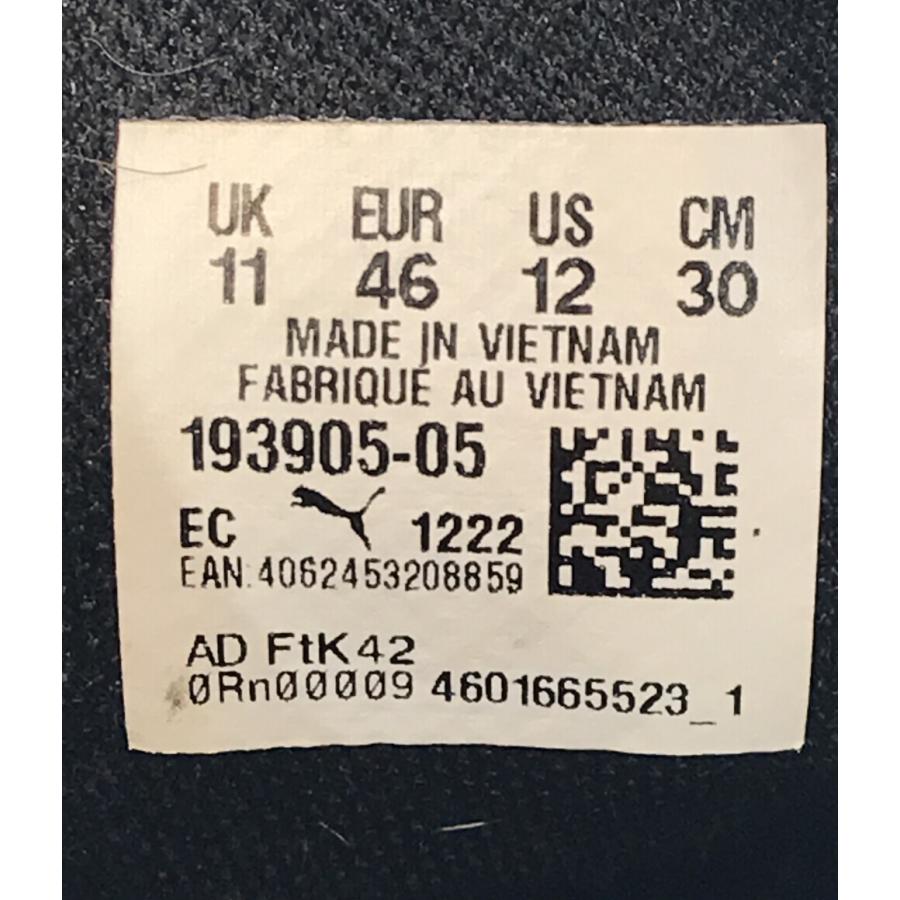 UK EUR US CM
11 46 12 30
MADE IN VIETNAM
FABRIQUE AU VIETNAM
193905-05
EC 1222
EAN:4062453208859
AD FtK42
0Rn00009 4601665523_1